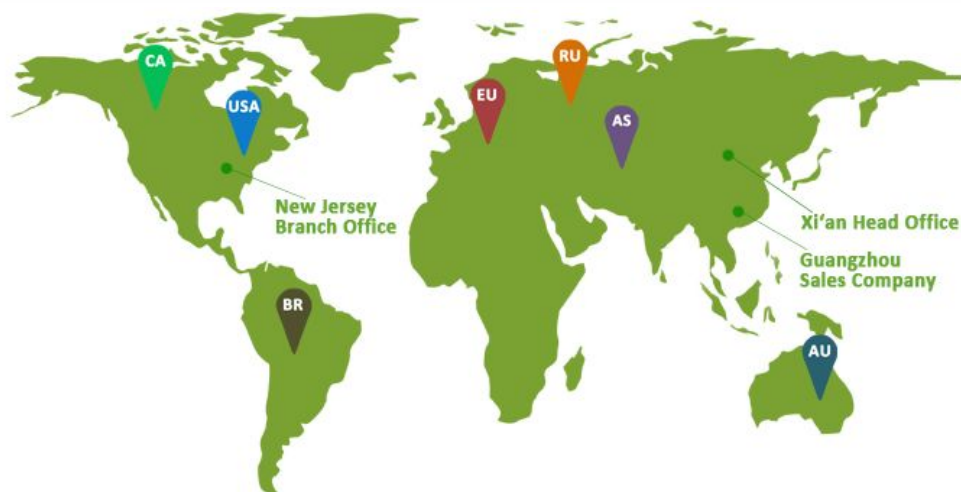 CA
RU
EU
USA
AS
New Jersey
Branch Office
Xi'an Head Office
Guangzhou
Sales Company
BR
AU